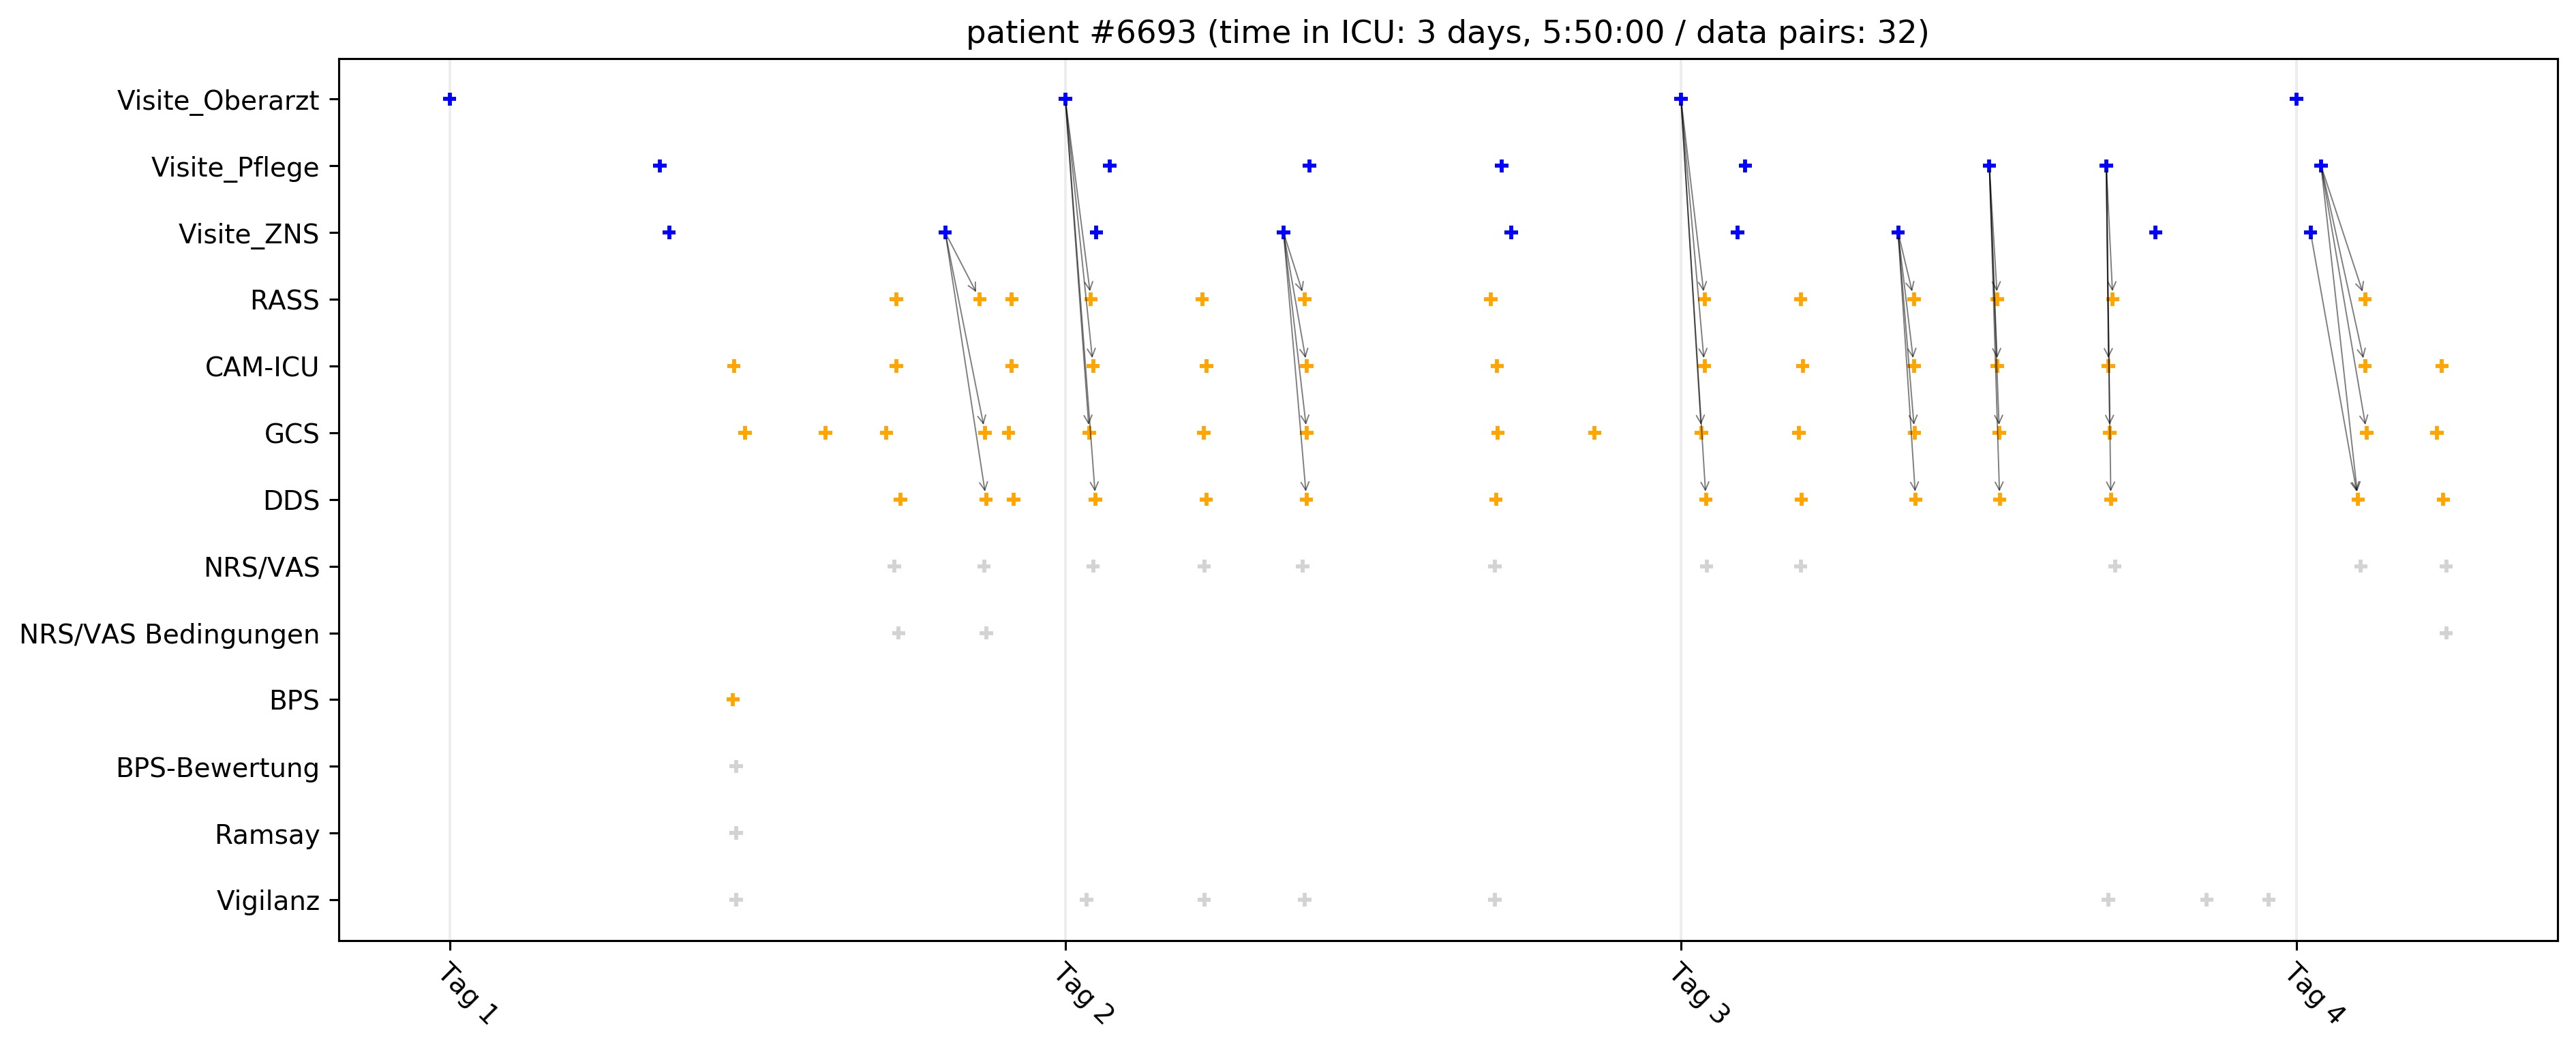 patient #6693 (time in ICU: 3 days, 5:50:00 / data pairs: 32)
Visite_Oberarzt
Visite_Pflege
Visite_ZNS
RASS
CAM-ICU
GCS
DDS
NRS/VAS
NRS/VAS Bedingungen
BPS
BPS-Bewertung
Ramsay
Vigilanz
Tag 1
Tag 2
Tag 3
Tag 4